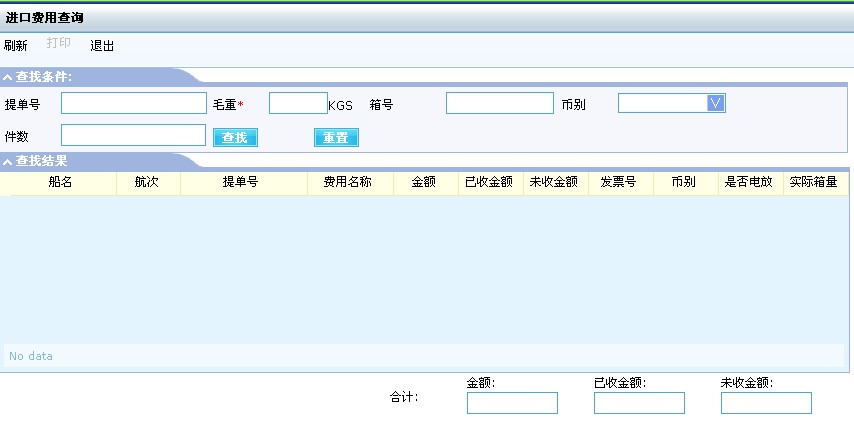 进口费用查询
刷新 打印 退出
查找条件:
提单号 毛重* KGS 箱号 币别
件数 查找 重置
查找结果
船名 航次 提单号 费用名称 金额 已收金额 未收金额 发票号 币别 是否电放 实际箱量
No data
金额: 已收金额: 未收金额:
合计: